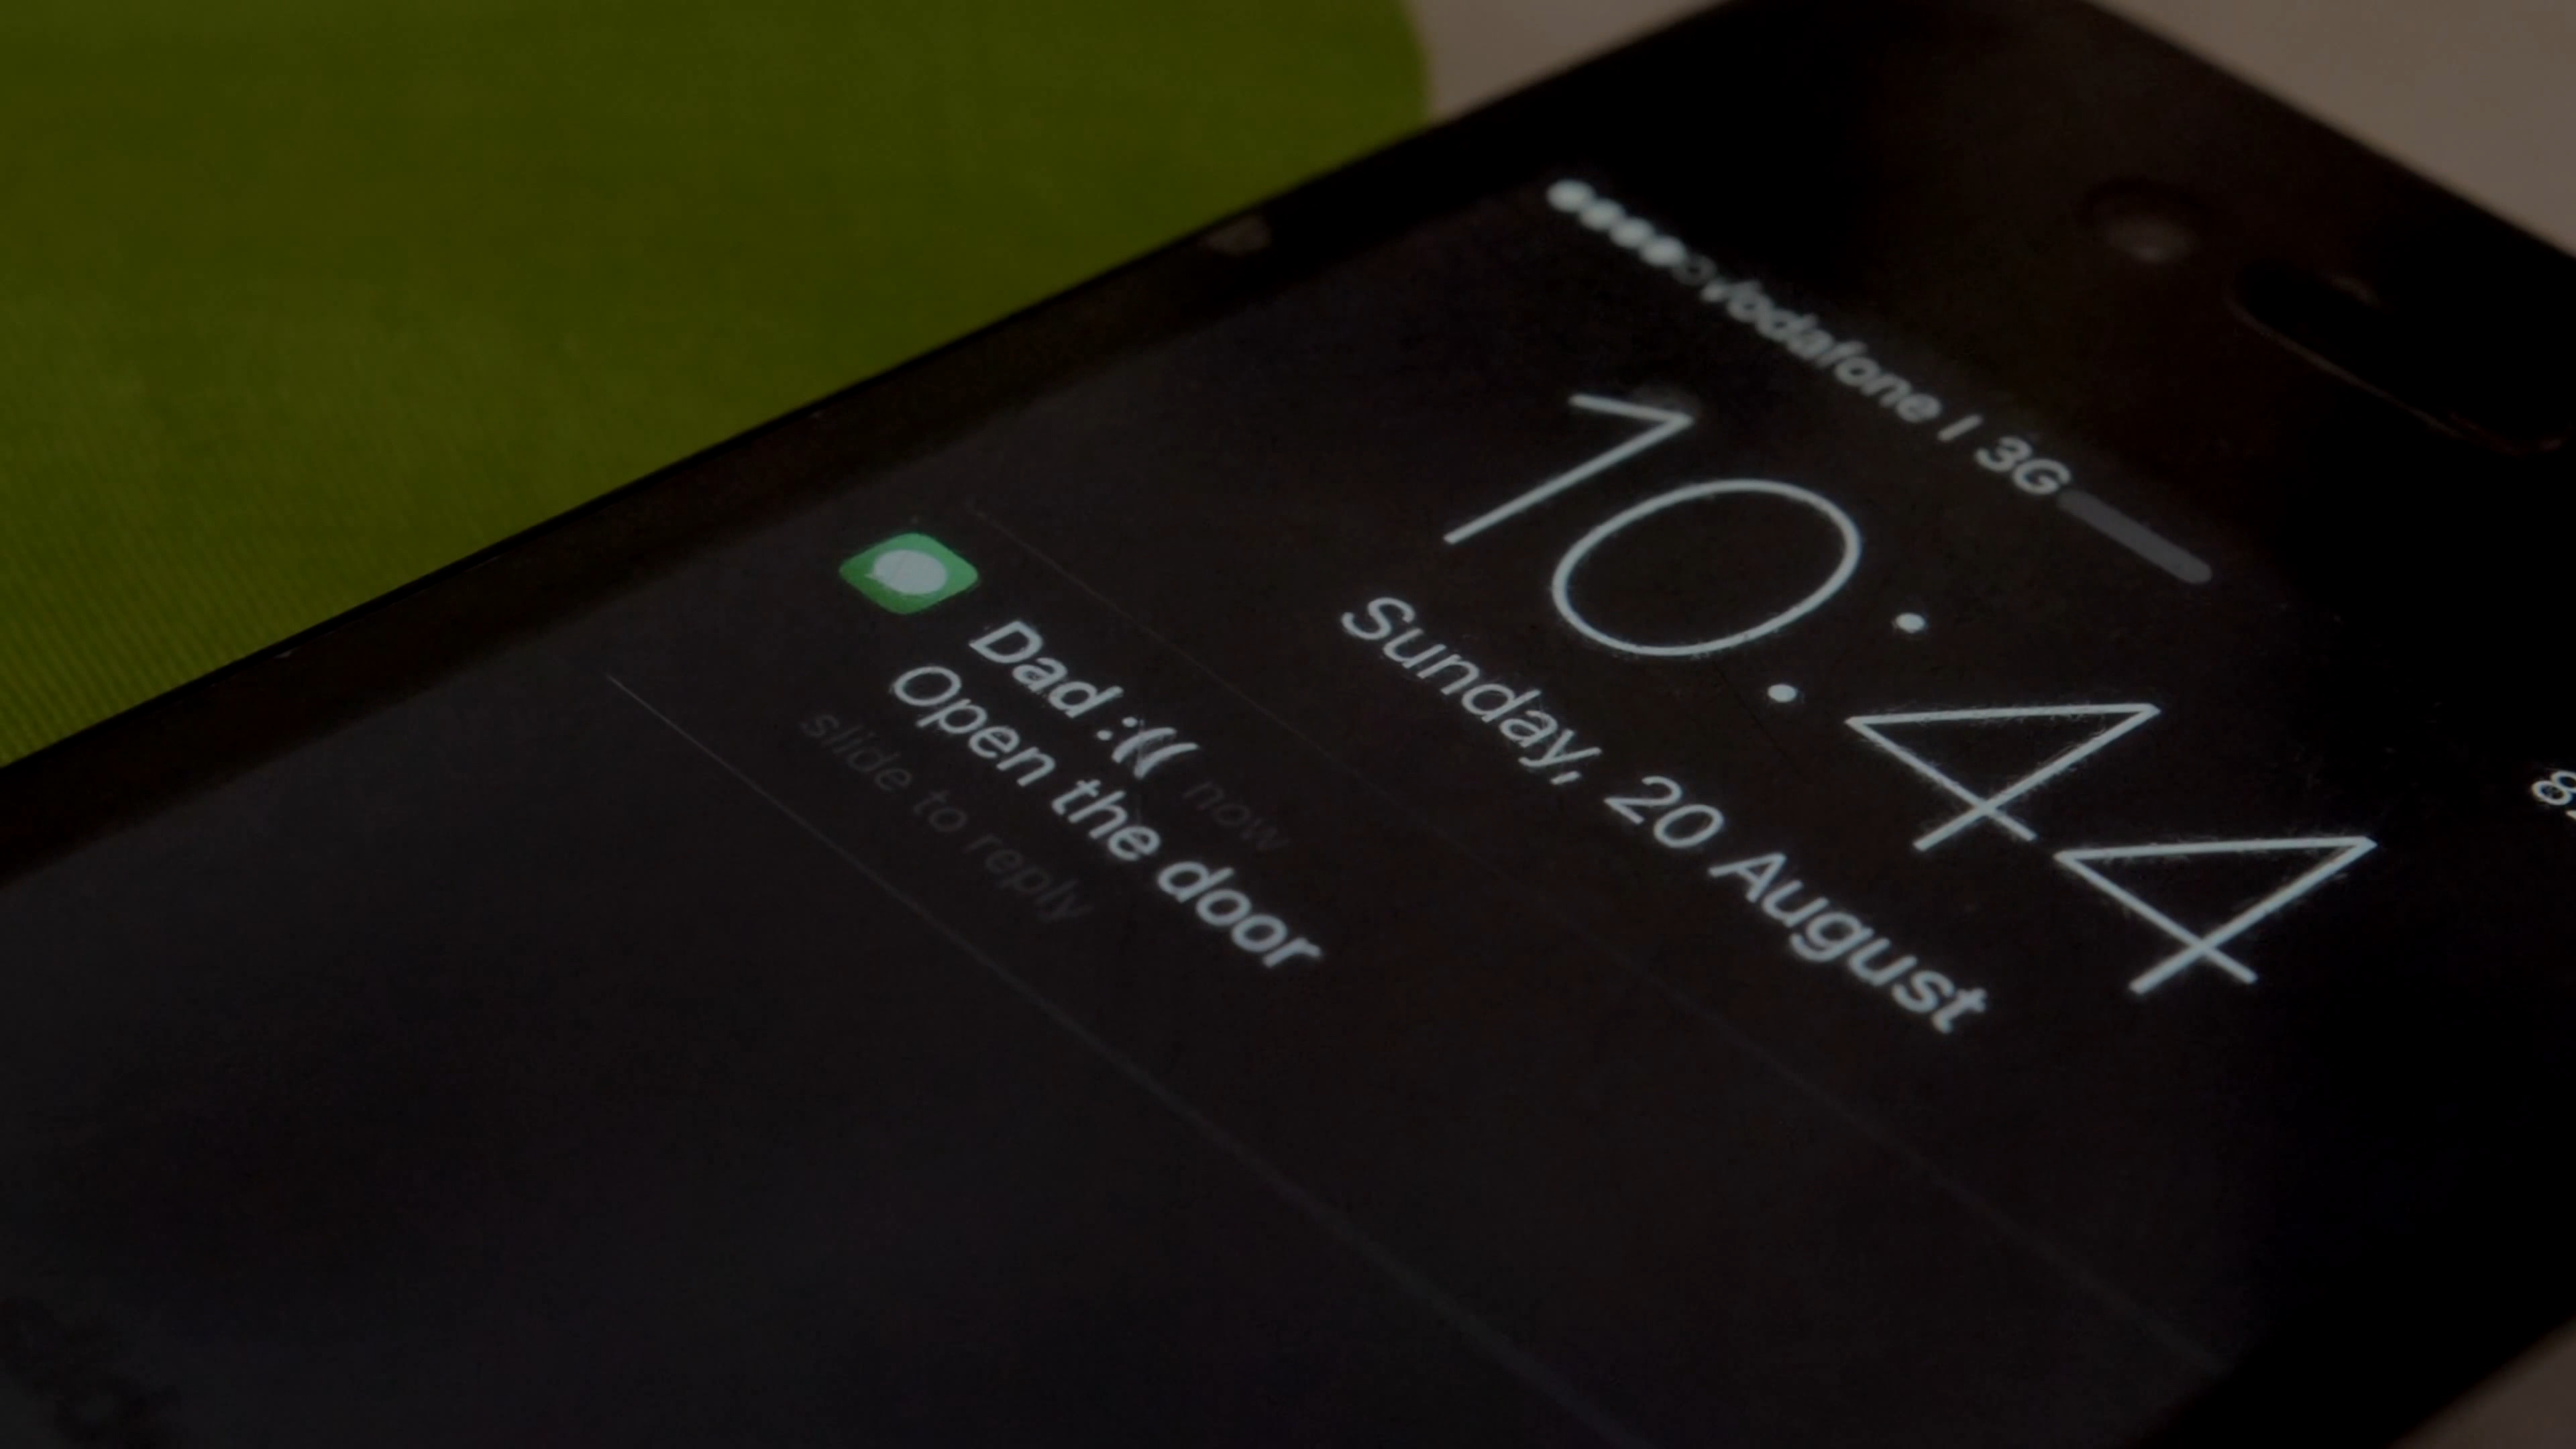 vodafone I 3G
10:44
Sunday, 20 August
Dad :(( now
Open the door
slide to reply